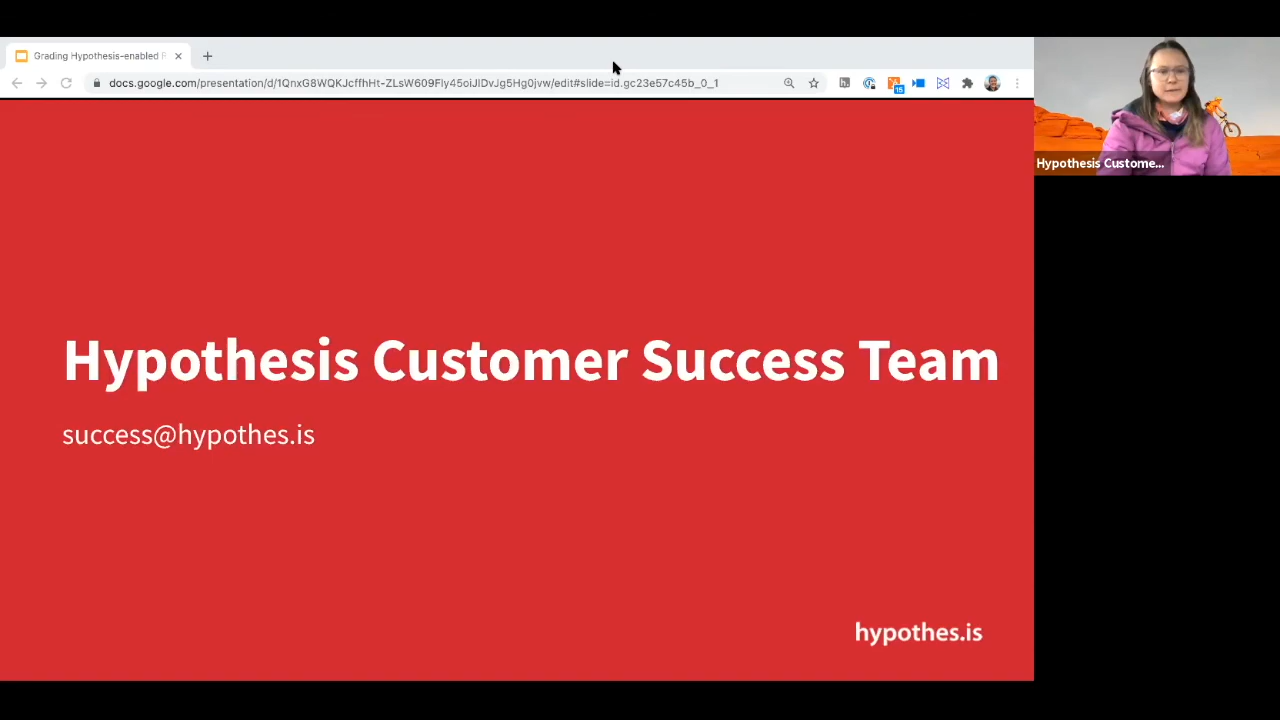 Grading Hypothesis-enabled R
docs.google.com/presentation/d/1QnxG8WQKJcffhHt-ZLsW609Fly45oiJlDvJg5Hg0jvw/edit#slide=id.gc23e57c45b_0_1
15
Hypothesis Custome...
Hypothesis Customer Success Team
success@hypothes.is
hypothes.is